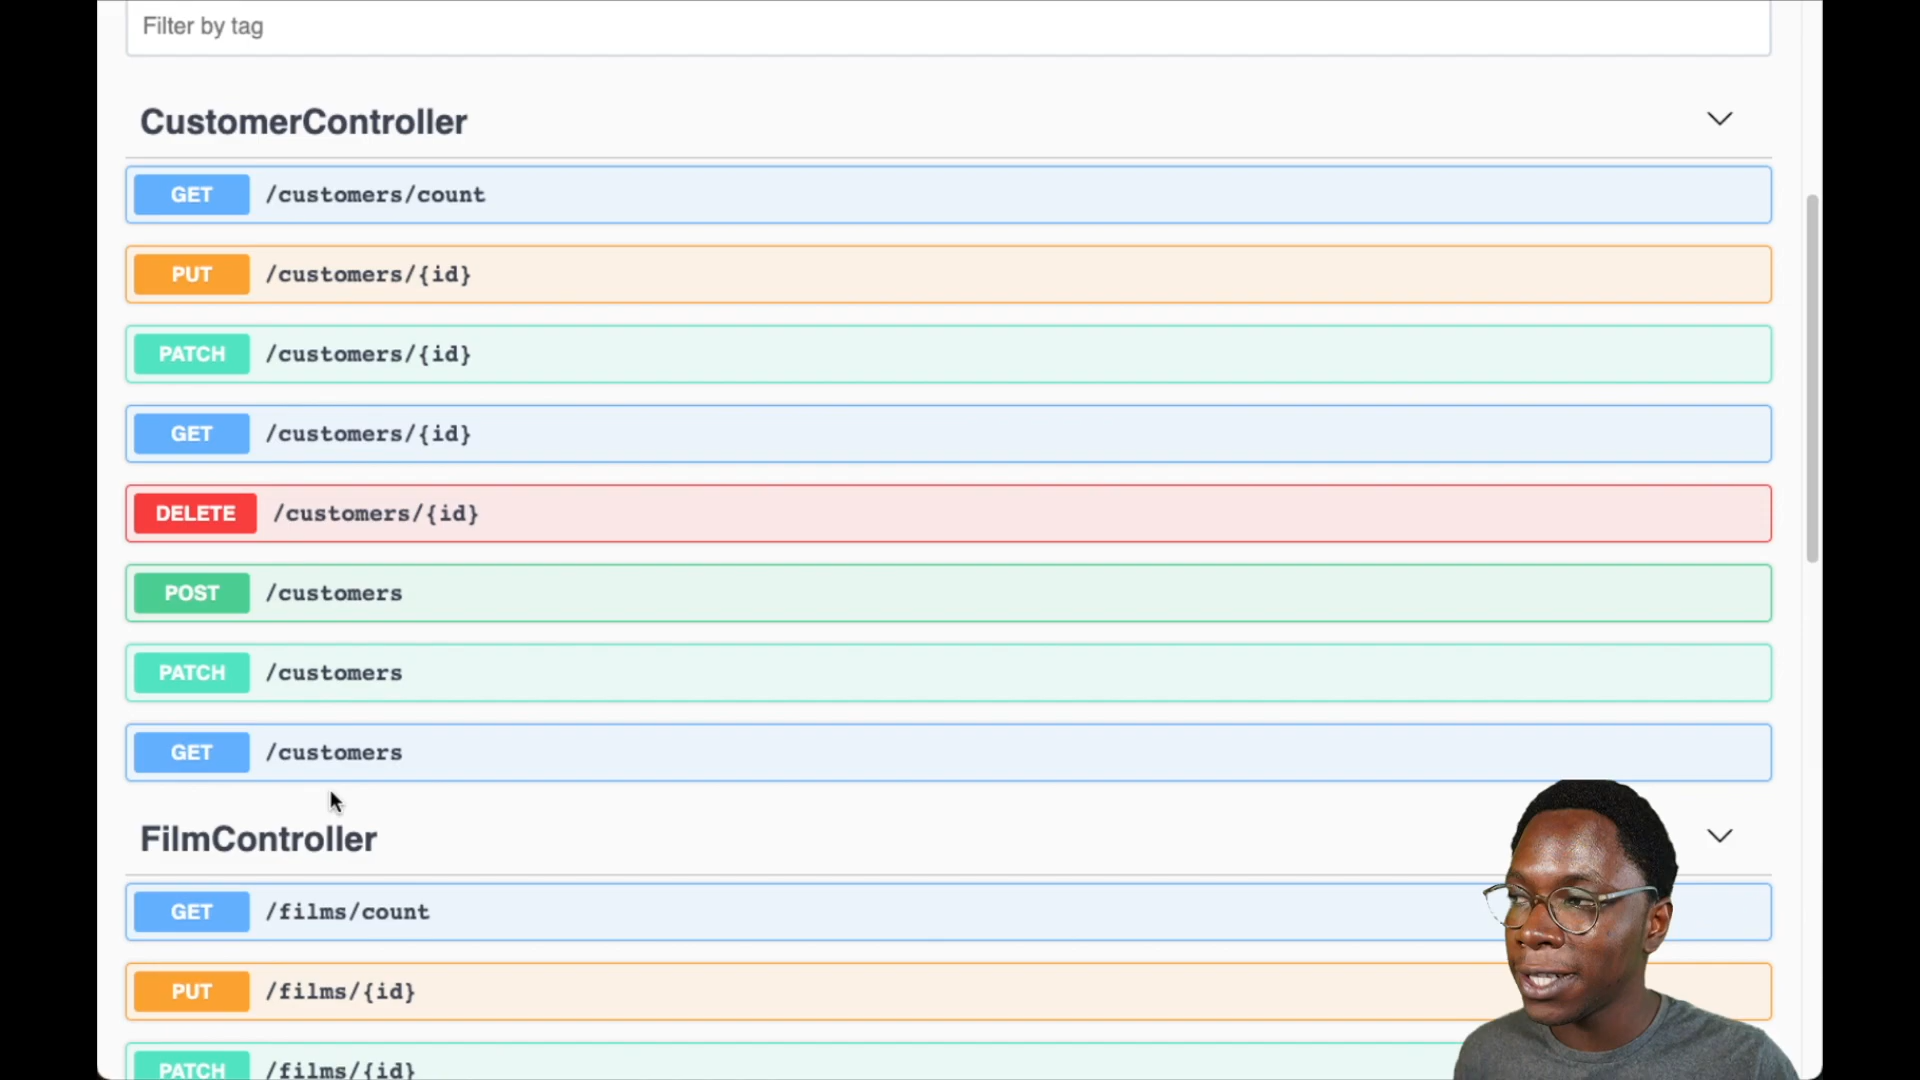 Filter by tag
CustomerController
GET /customers/count
PUT /customers/{id}
PATCH /customers/{id}
GET /customers/{id}
DELETE /customers/{id}
POST /customers
PATCH /customers
GET /customers
FilmController
GET /films/count
PUT /films/{id}
PATCH /films/{id}